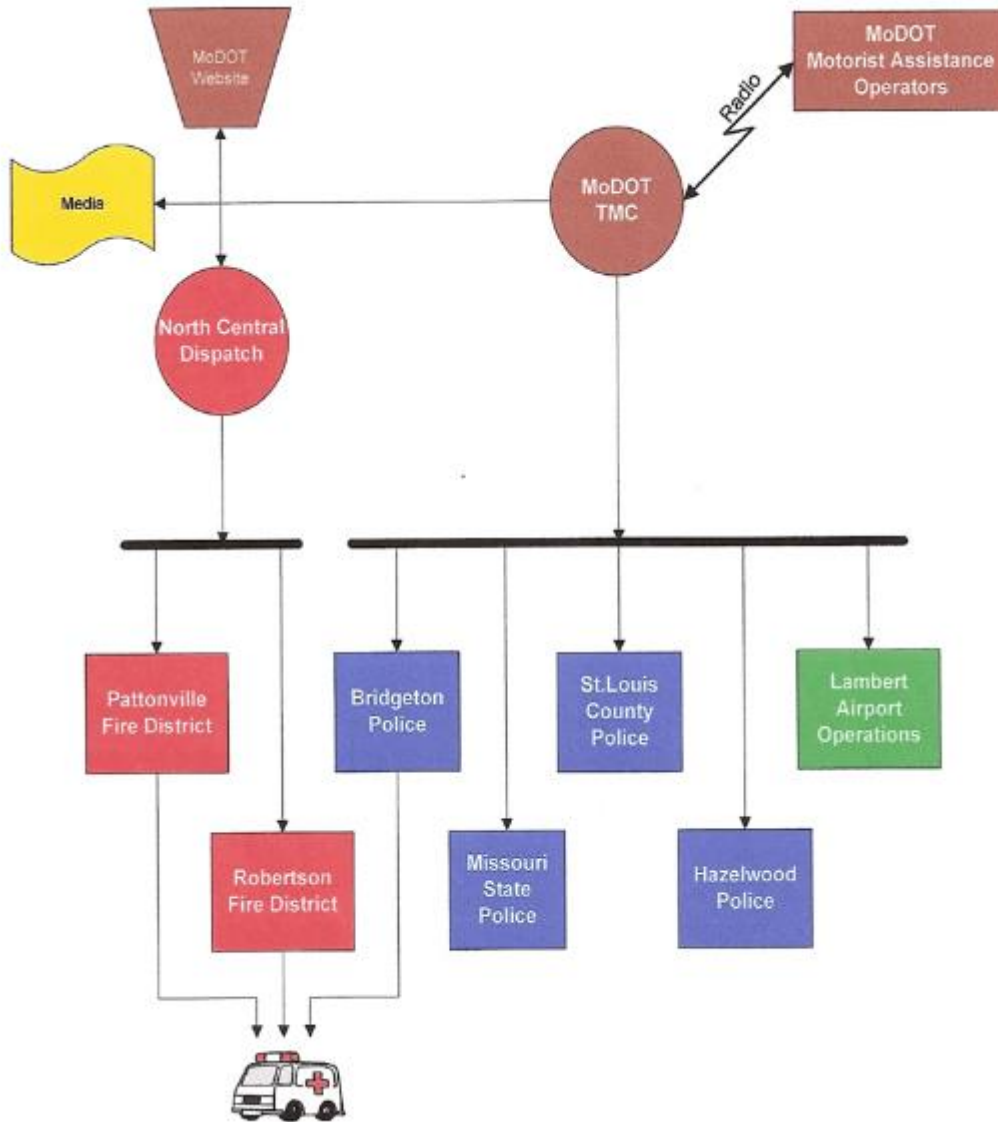 MoDOT
Website
MoDOT
Motorist Assistance
Operators
Radio
Media
MoDOT
TMC
North Central
Dispatch
Pattonville
Fire District
Bridgeton
Police
St.Louis
County
Police
Lambert
Airport
Operations
Robertson
Fire District
Missouri
State
Police
Hazelwood
Police